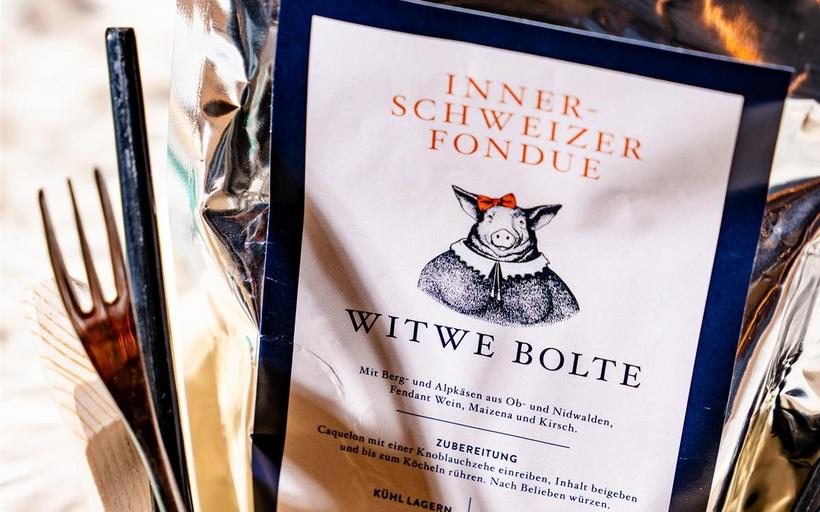 INNER-
SCHWEIZER
FONDUE
WITWE BOLTE
Mit Berg- und Alpkäsen aus Ob- und Nidwalden,
Fendant Wein, Maizena und Kirsch.
ZUBEREITUNG
Caquelon mit einer Knoblauchzehe einreiben, Inhalt beigeben
und bis zum Köcheln rühren. Nach Belieben würzen.
KÜHL LAGERN